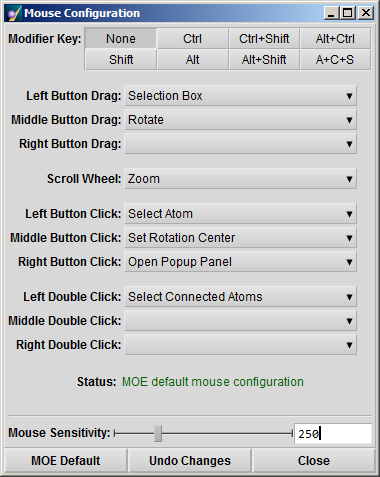 Mouse Configuration
Modifier Key: None Ctrl Ctrl+Shift Alt+Ctrl
Shift Alt Alt+Shift A+C+S
Left Button Drag: Selection Box
Middle Button Drag: Rotate
Right Button Drag:
Scroll Wheel: Zoom
Left Button Click: Select Atom
Middle Button Click: Set Rotation Center
Right Button Click: Open Popup Panel
Left Double Click: Select Connected Atoms
Middle Double Click:
Right Double Click:
Status: MOE default mouse configuration
Mouse Sensitivity: 250
MOE Default Undo Changes Close